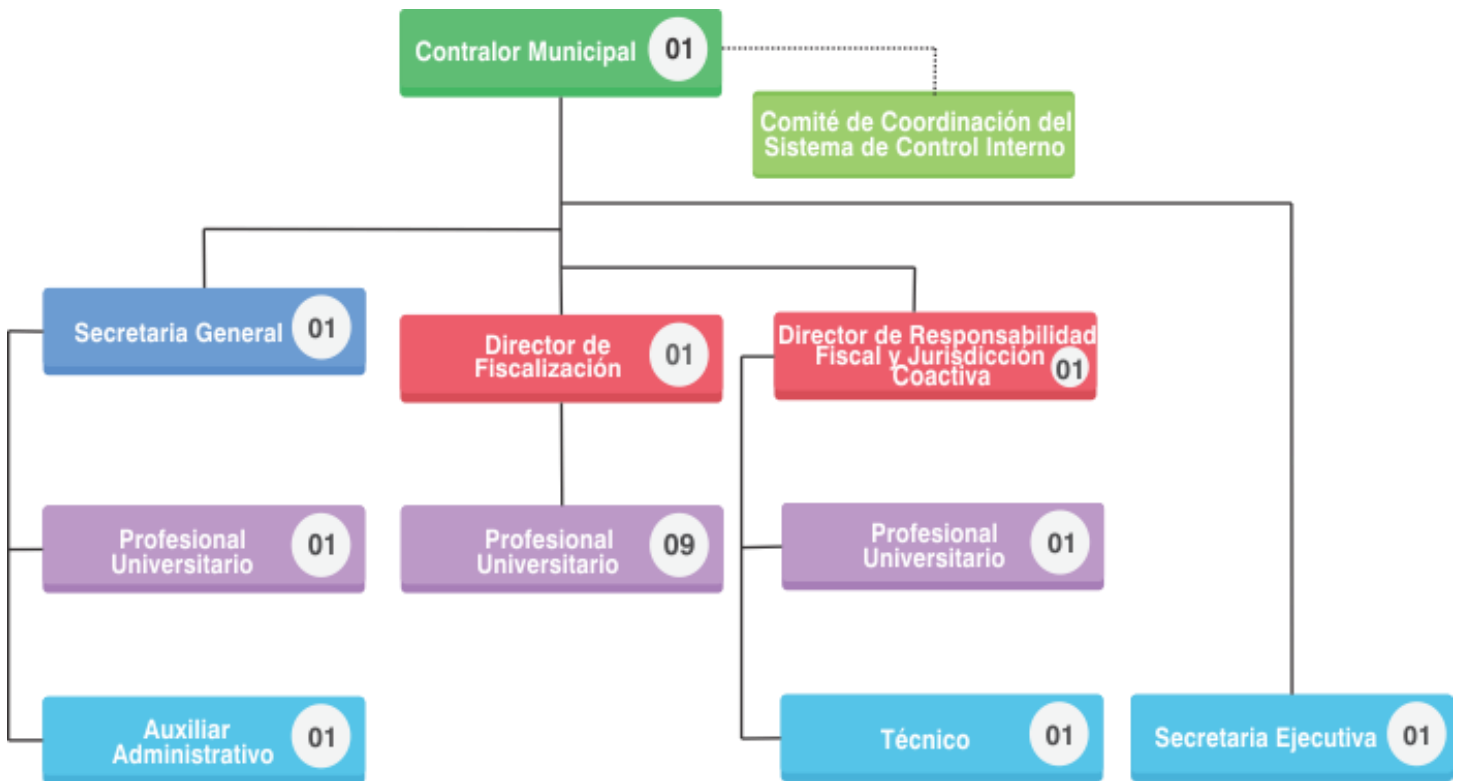 Contralor Municipal 01
Comité de Coordinación del
Sistema de Control Interno
Secretaria General 01
Director de
Fiscalización
01
Director de Responsabilidad
Fiscal y Jurisdicción
Coactiva 01
Profesional
Universitario
01
Profesional
Universitario
09
Profesional
Universitario
01
Auxiliar
Administrativo
01
Técnico 01
Secretaria Ejecutiva 01